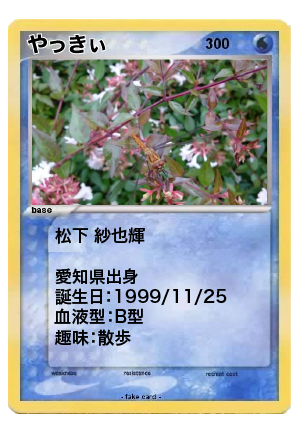 やっきぃ 300
base
松下 紗也輝
愛知県出身
誕生日：1999/11/25
血液型：B型
趣味：散歩
weakness resistance retreat cost
- fake card -